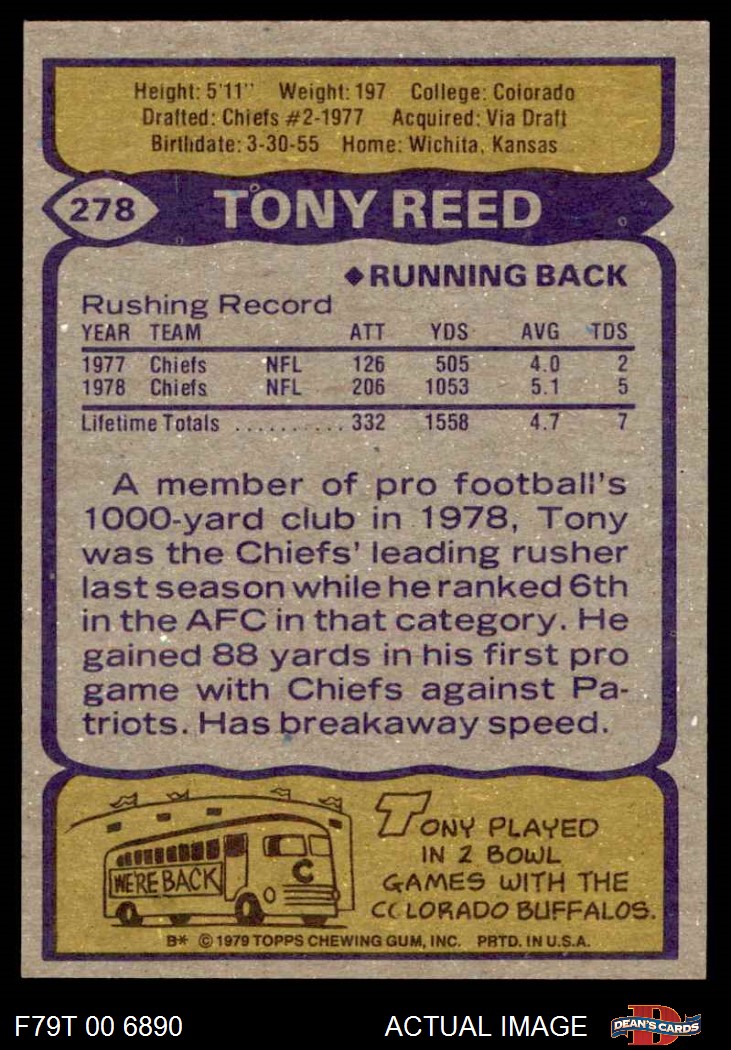 Height: 5'11" Weight: 197 College: Colorado
Drafted: Chiefs #2-1977 Acquired: Via Draft
Birthdate: 3-30-55 Home: Wichita, Kansas
278 TONY REED
◆RUNNING BACK
Rushing Record
YEAR TEAM ATT YDS AVG TDS
1977 Chiefs NFL 126 505 4.0 2
1978 Chiefs NFL 206 1053 5.1 5
Lifetime Totals .......... 332 1558 4.7 7
A member of pro football's
1000-yard club in 1978, Tony
was the Chiefs' leading rusher
last season while he ranked 6th
in the AFC in that category. He
gained 88 yards in his first pro
game with Chiefs against Pa-
triots. Has breakaway speed.
WE'RE BACK
C
TONY PLAYED
IN 2 BOWL
GAMES WITH THE
COLORADO BUFFALOS.
B* © 1979 TOPPS CHEWING GUM, INC. PRTD. IN U.S.A.
F79T 00 6890 ACTUAL IMAGE
D
DEAN'S CARDS